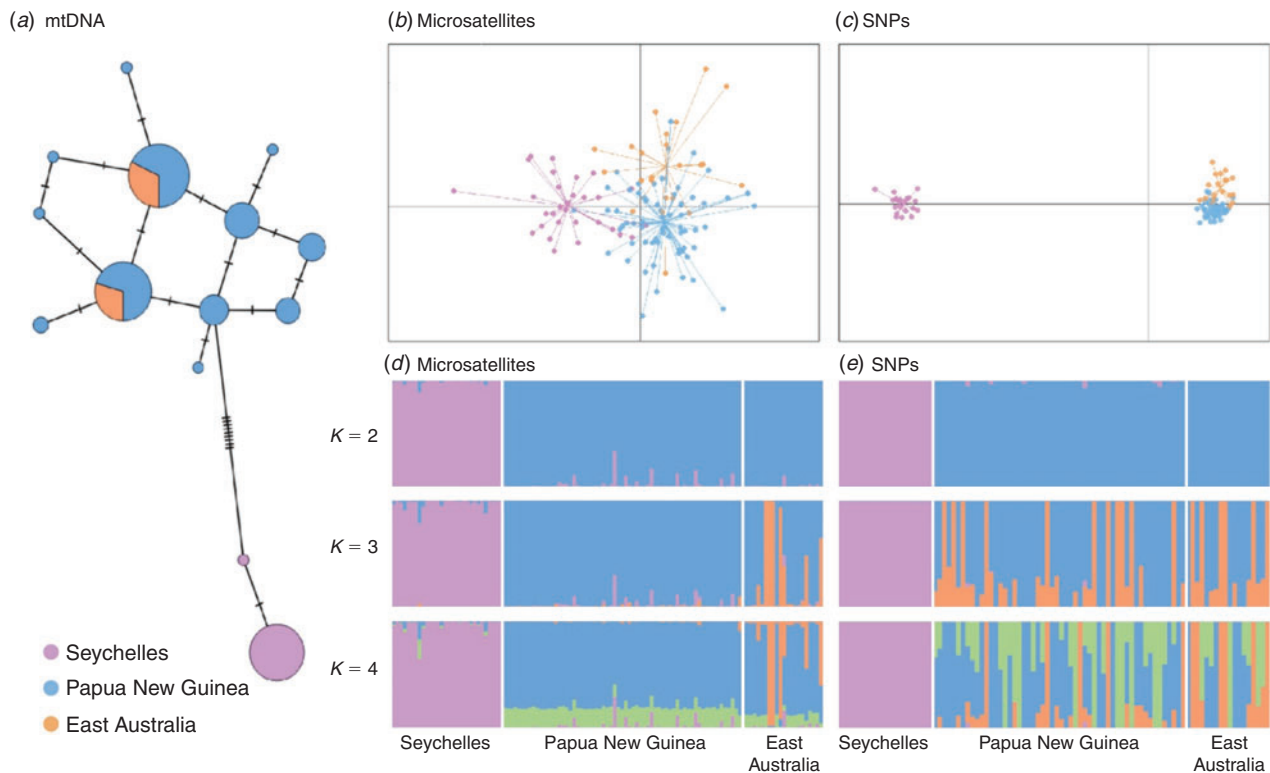 (a) mtDNA
(b) Microsatellites
(c) SNPs
Seychelles
Papua New Guinea
East Australia
(d) Microsatellites
(e) SNPs
K = 2
K = 3
K = 4
Seychelles
Papua New Guinea
East
Australia
Seychelles
Papua New Guinea
East
Australia